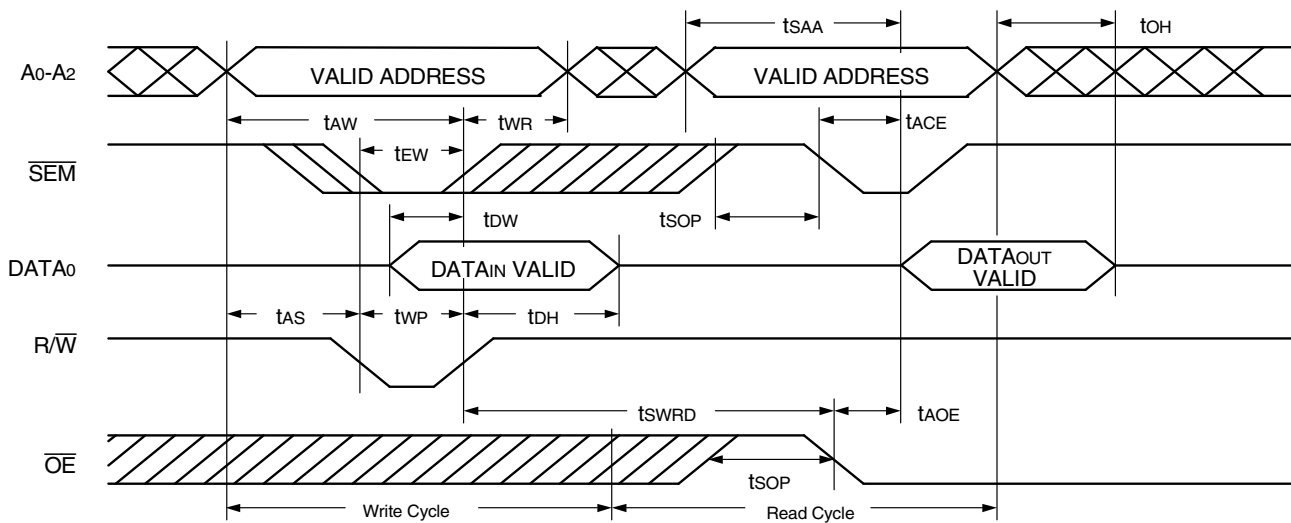 tSAA
tOH
A0-A2
VALID ADDRESS
VALID ADDRESS
tAW
tWR
tACE
tEW
SEM
tDW
tSOP
DATA0
DATAIN VALID
DATAOUT
VALID
tAS
tWP
tDH
R/W
tSWRD
tAOE
OE
tSOP
Write Cycle
Read Cycle